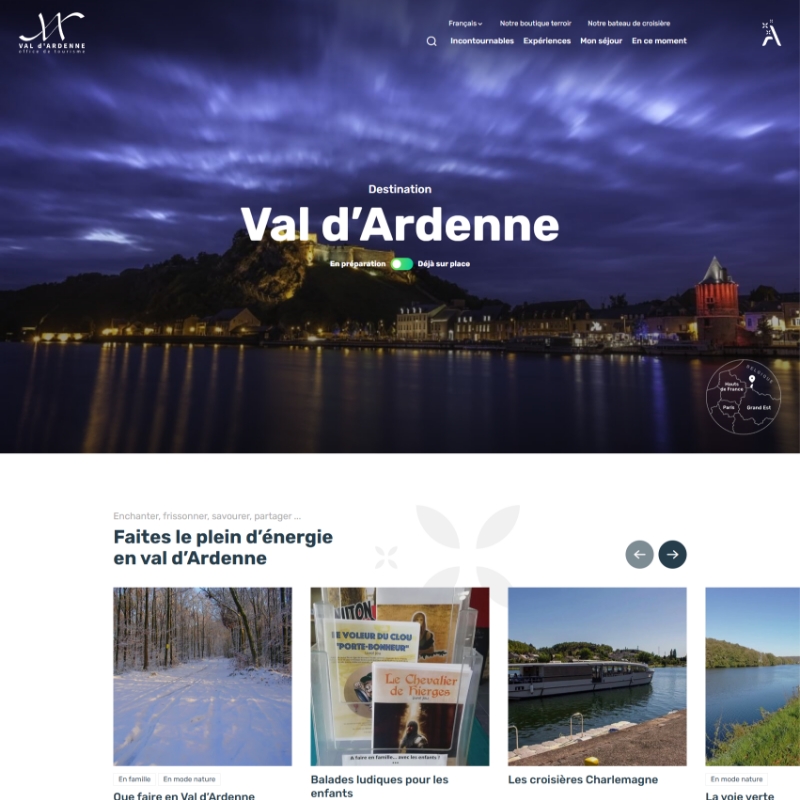 VAL d'ARDENNE
office de tourisme
Français
Notre boutique terroir
Notre bateau de croisière
Incontournables
Expériences
Mon séjour
En ce moment
Destination
Val d’Ardenne
En préparation
Déjà sur place
BELGIQUE
Hauts
de France
Paris
Grand Est
Enchanter, frissonner, savourer, partager ...
Faites le plein d’énergie
en val d’Ardenne
LE VOLEUR DU CLOU
"PORTE-BONHEUR"
Le Chevalier
de Hierges
A faire en famille... avec les enfants !
En famille
En mode nature
Que faire en Val d’Ardenne
Balades ludiques pour les
enfants
Les croisières Charlemagne
En mode nature
La voie verte